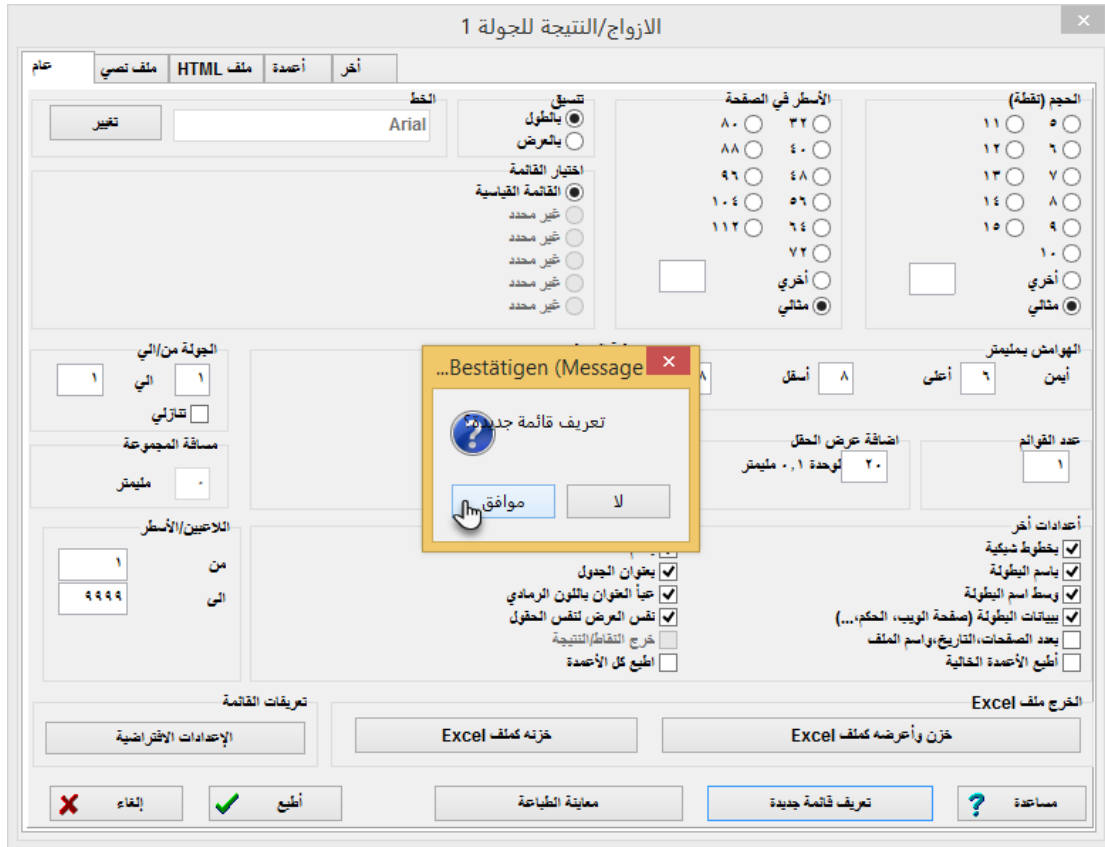 الازواج/النتيجة للجولة 1
عام
ملف نصي
ملف HTML
أعمدة
أخر
الحجم (نقطة)
٥
١١
٦
١٢
٧
١٣
٨
١٤
٩
١٥
١٠
أخري
مثالي
الأسطر في الصفحة
٣٢
٨٠
٤٠
٨٨
٤٨
٩٦
٥٦
١٠٤
٦٤
١١٢
٧٢
أخري
مثالي
تنسيق
بالطول
بالعرض
الخط
Arial
تغيير
اختيار القائمة
القائمة القياسية
غير محدد
غير محدد
غير محدد
غير محدد
غير محدد
الهوامش بمليمتر
أيمن
٦
أعلى
٨
أسفل
٨
الجولة من/الي
١
الي
١
تنازلي
Bestätigen (Message...
تعريف قائمة جديدة؟
لا
موافق
عدد القوائم
١
اضافة عرض الحقل
٢٠
لوحدة ٠,١ مليمتر
مسافة المجموعة
٠
مليمتر
أعدادات أخر
بخطوط شبكية
باسم البطولة
وسط اسم البطولة
ببيانات البطولة (صفحة الويب، الحكم،...)
بعدد الصفحات،التاريخ،واسم الملف
أطبع الأعمدة الخالية
بعنوان الجدول
عبأ العنوان باللون الرمادي
نفس العرض لنفس الحقول
خرج النقاط/النتيجة
اطبع كل الأعمدة
اللاعبين/الأسطر
من
١
الى
٩٩٩٩
الخرج ملف Excel
خزن وأعرضه كملف Excel
خزنه كملف Excel
تعريفات القائمة
الإعدادات الافتراضية
مساعدة
تعريف قائمة جديدة
معاينة الطباعة
أطبع
إلغاء